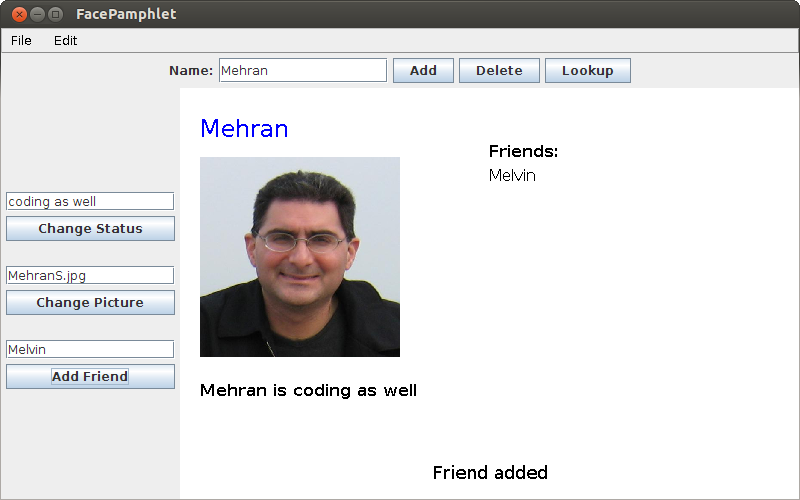 FacePamphlet
File Edit
Name: Mehran Add Delete Lookup
Mehran
Friends:
Melvin
coding as well
Change Status
MehranS.jpg
Change Picture
Melvin
Add Friend
Mehran is coding as well
Friend added